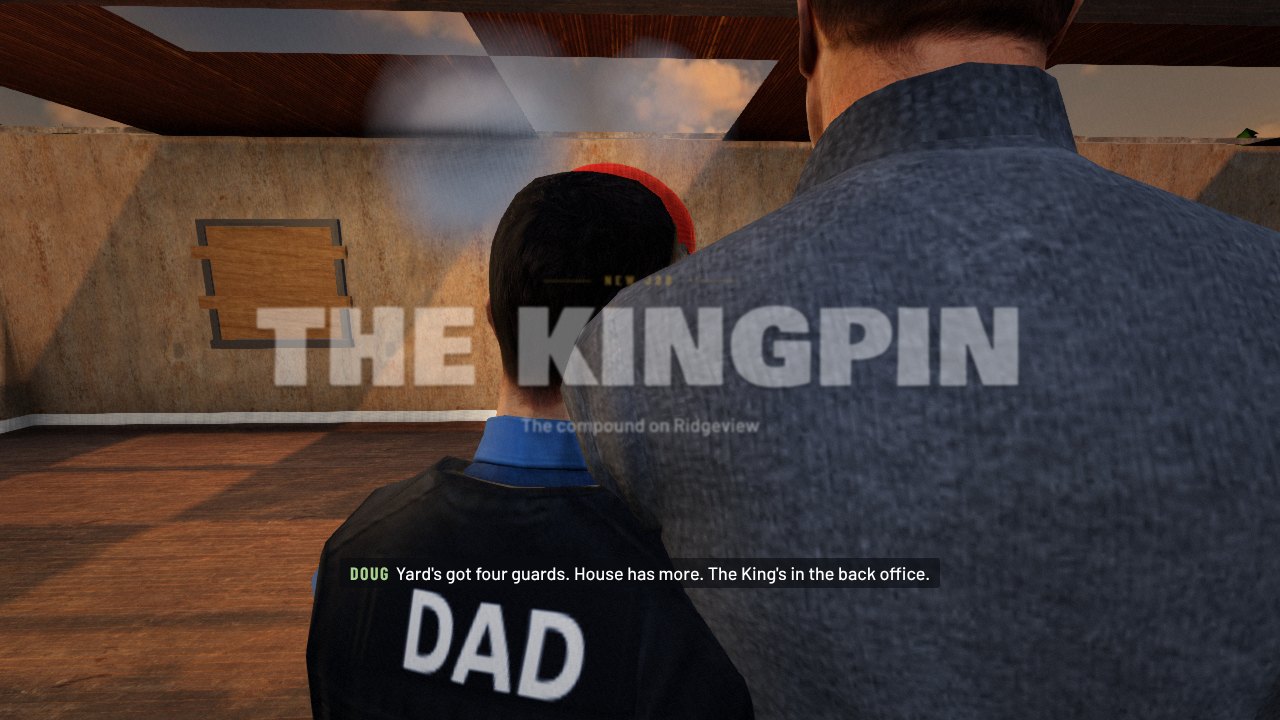 NEW JOB
THE KINGPIN
The compound on Ridgeview
DOUG Yard's got four guards. House has more. The King's in the back office.
DAD